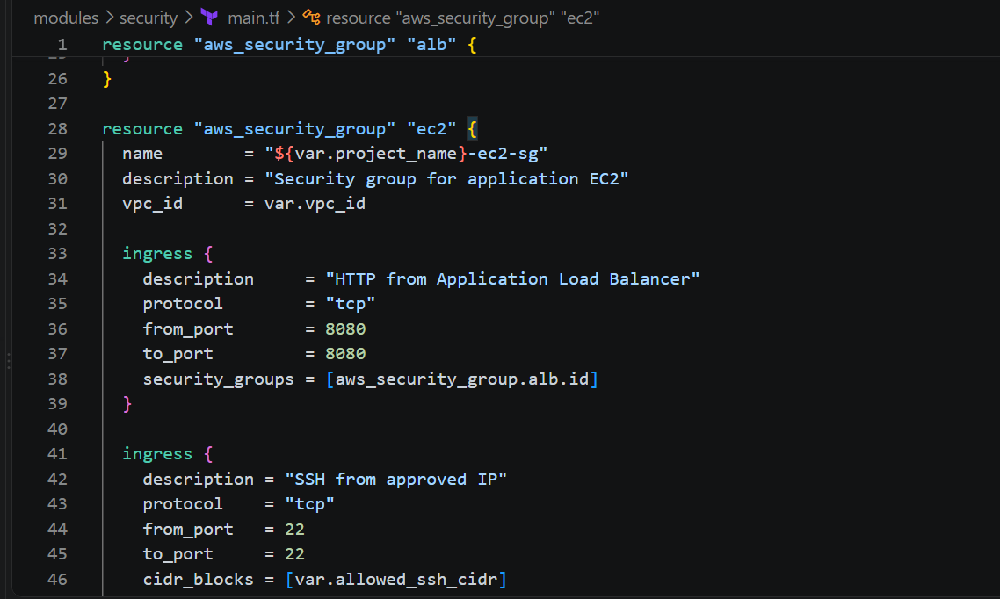 modules > security > main.tf > resource "aws_security_group" "ec2"
1 resource "aws_security_group" "alb" {
}
26 }
27
28 resource "aws_security_group" "ec2" {
29   name        = "${var.project_name}-ec2-sg"
30   description = "Security group for application EC2"
31   vpc_id      = var.vpc_id
32
33   ingress {
34     description     = "HTTP from Application Load Balancer"
35     protocol        = "tcp"
36     from_port       = 8080
37     to_port         = 8080
38     security_groups = [aws_security_group.alb.id]
39   }
40
41   ingress {
42     description = "SSH from approved IP"
43     protocol    = "tcp"
44     from_port   = 22
45     to_port     = 22
46     cidr_blocks = [var.allowed_ssh_cidr]